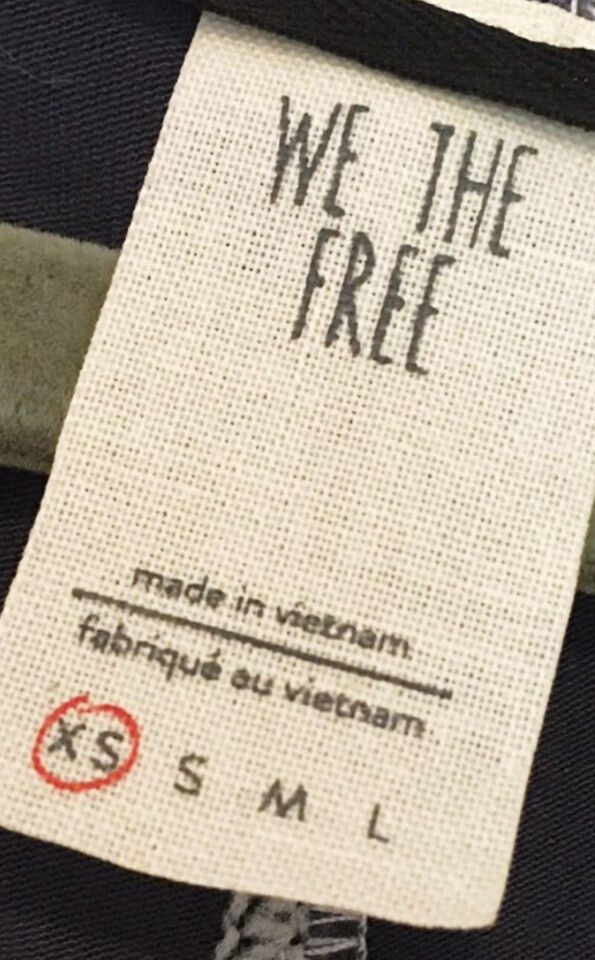 WE THE
FREE
made in vietnam
fabriqué au vietnam
XS S M L